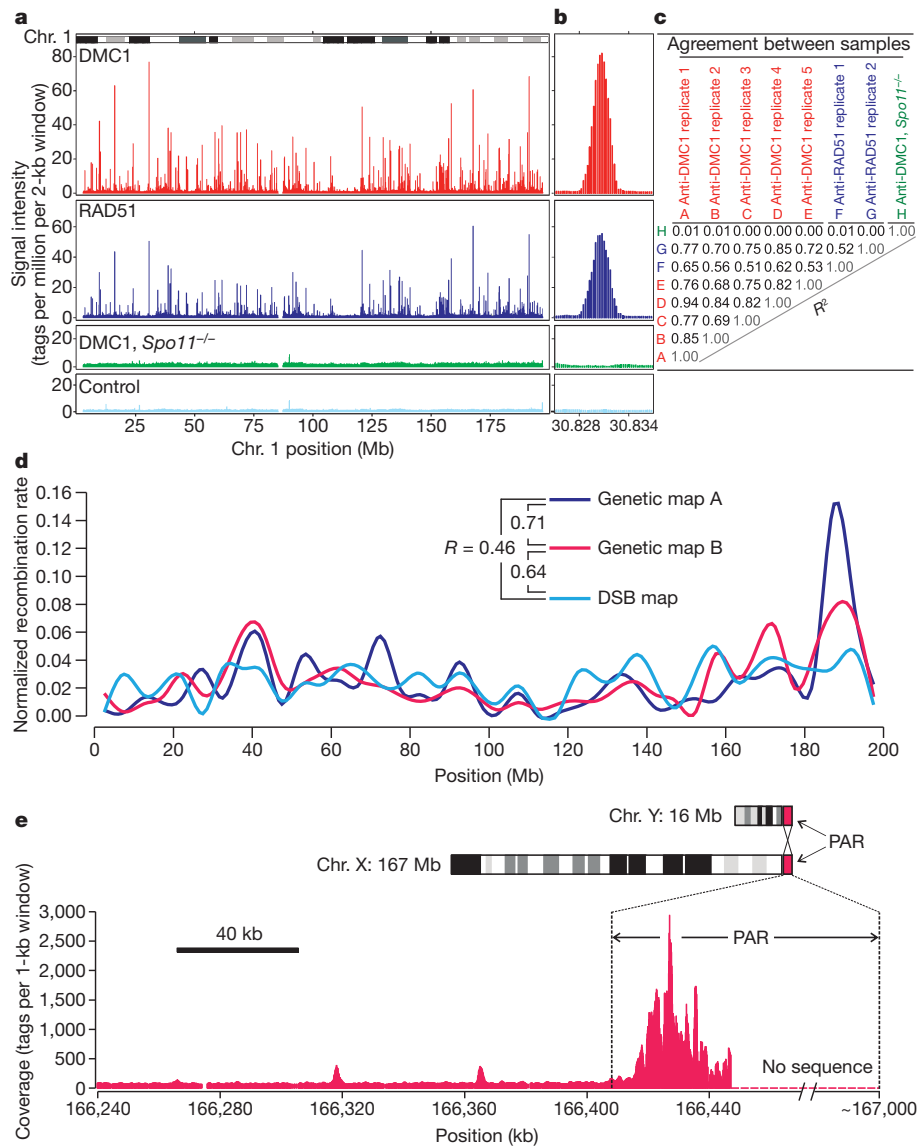 a
Chr. 1
DMC1
80
60
40
20
0
RAD51
60
40
20
0
DMC1, Spo11–/–
20
0
Control
20
0
Signal intensity
(tags per million per 2-kb window)
25 50 75 100 125 150 175
Chr. 1 position (Mb)
b
30.828 30.834
c
Agreement between samples
Anti-DMC1 replicate 1
Anti-DMC1 replicate 2
Anti-DMC1 replicate 3
Anti-DMC1 replicate 4
Anti-DMC1 replicate 5
Anti-RAD51 replicate 1
Anti-RAD51 replicate 2
Anti-DMC1, Spo11–/–
A B C D E F G H
H 0.01 0.01 0.00 0.00 0.00 0.01 0.00 1.00
G 0.77 0.70 0.75 0.85 0.72 0.52 1.00
F 0.65 0.56 0.51 0.62 0.53 1.00
E 0.76 0.68 0.75 0.82 1.00
D 0.94 0.84 0.82 1.00
C 0.77 0.69 1.00
B 0.85 1.00
A 1.00
R²
d
Normalized recombination rate
0.16
0.14
0.12
0.10
0.08
0.06
0.04
0.02
0.00
Genetic map A
0.71
R = 0.46
Genetic map B
0.64
DSB map
0 20 40 60 80 100 120 140 160 180 200
Position (Mb)
e
Chr. Y: 16 Mb
PAR
Chr. X: 167 Mb
Coverage (tags per 1-kb window)
3,000
2,500
2,000
1,500
1,000
500
0
40 kb
PAR
No sequence
166,240 166,280 166,320 166,360 166,400 166,440 ~167,000
Position (kb)